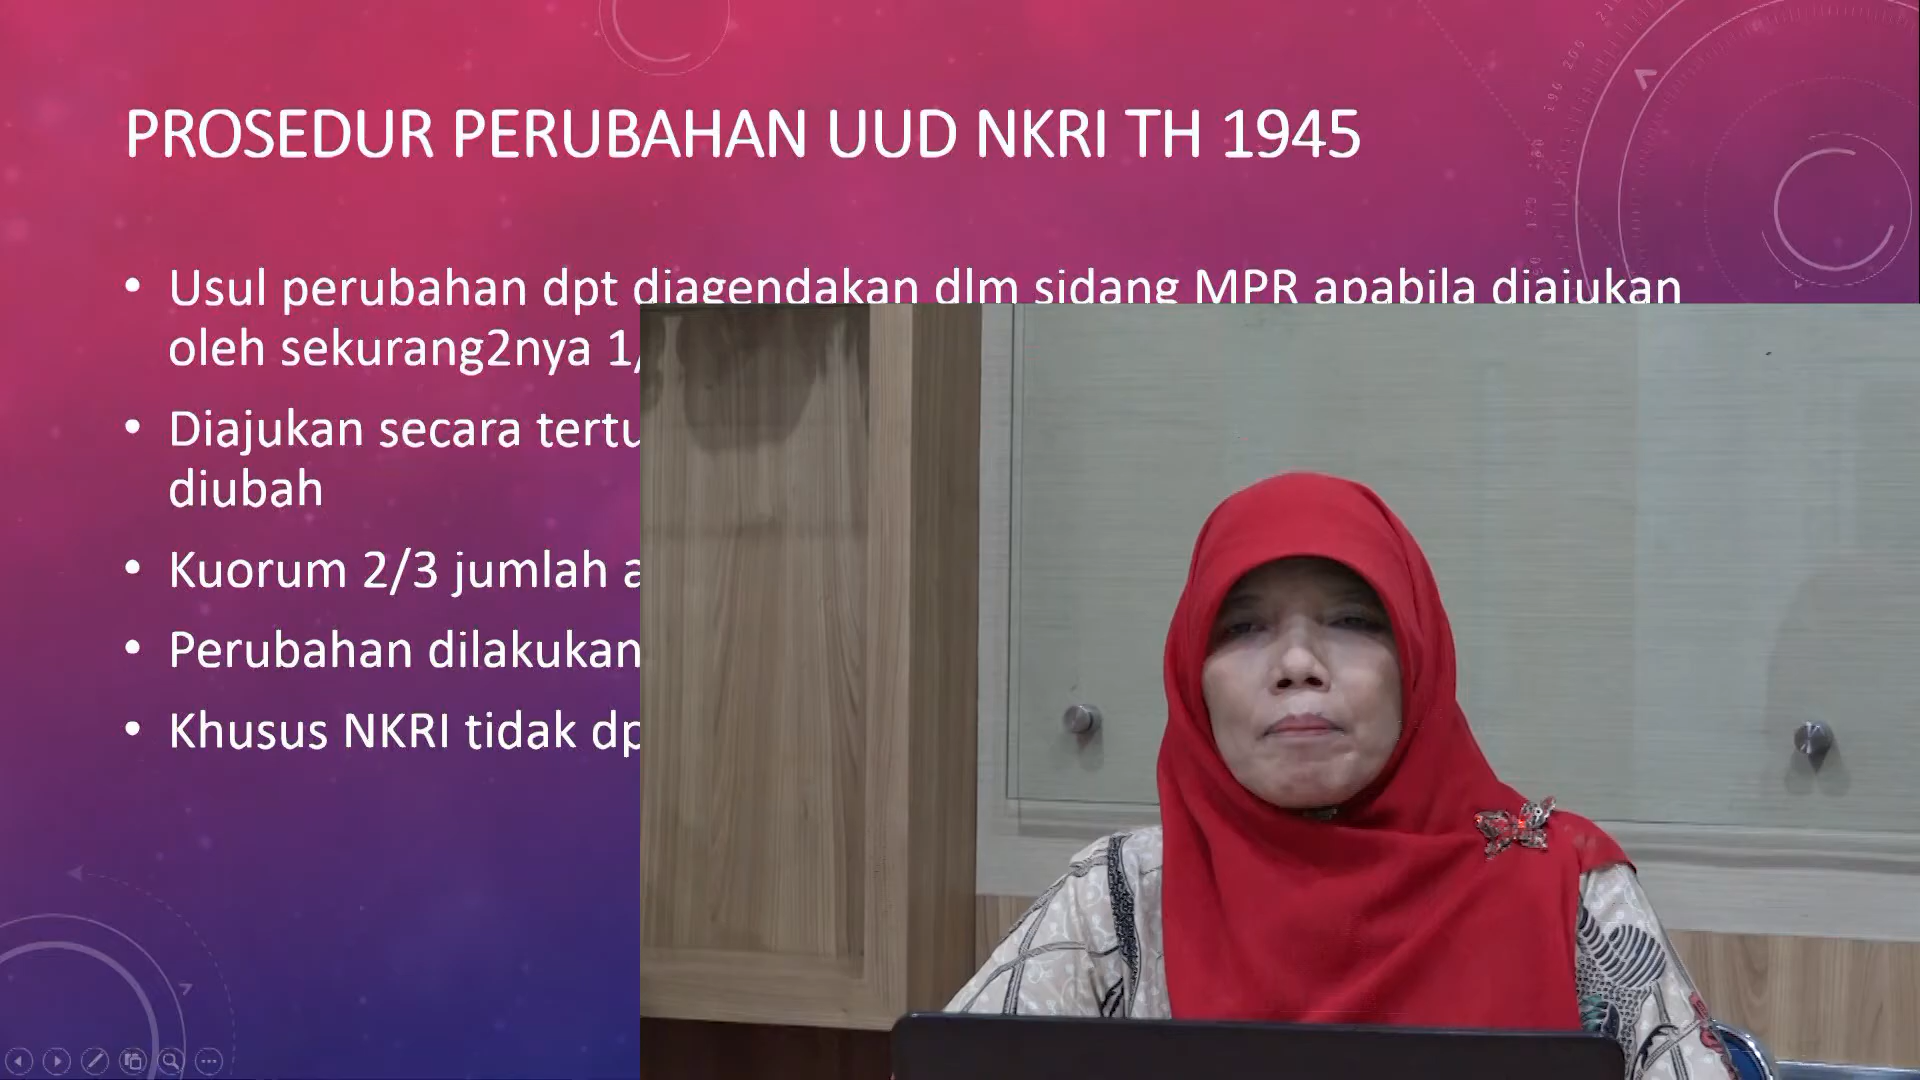 PROSEDUR PERUBAHAN UUD NKRI TH 1945
• Usul perubahan dpt diagendakan dlm sidang MPR apabila diajukan
oleh sekurang2nya 1/
• Diajukan secara tertu
diubah
• Kuorum 2/3 jumlah a
• Perubahan dilakukan
• Khusus NKRI tidak dp